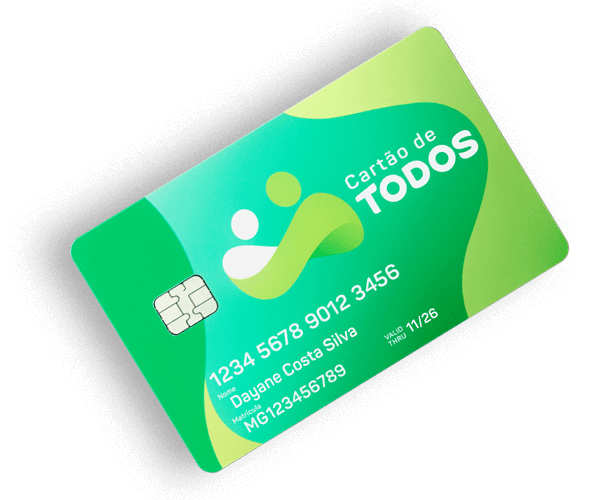 Cartão de
TODOS
1234 5678 9012 3456
Nome
Dayane Costa Silva
VALID
THRU
11/26
Matrícula
MG123456789